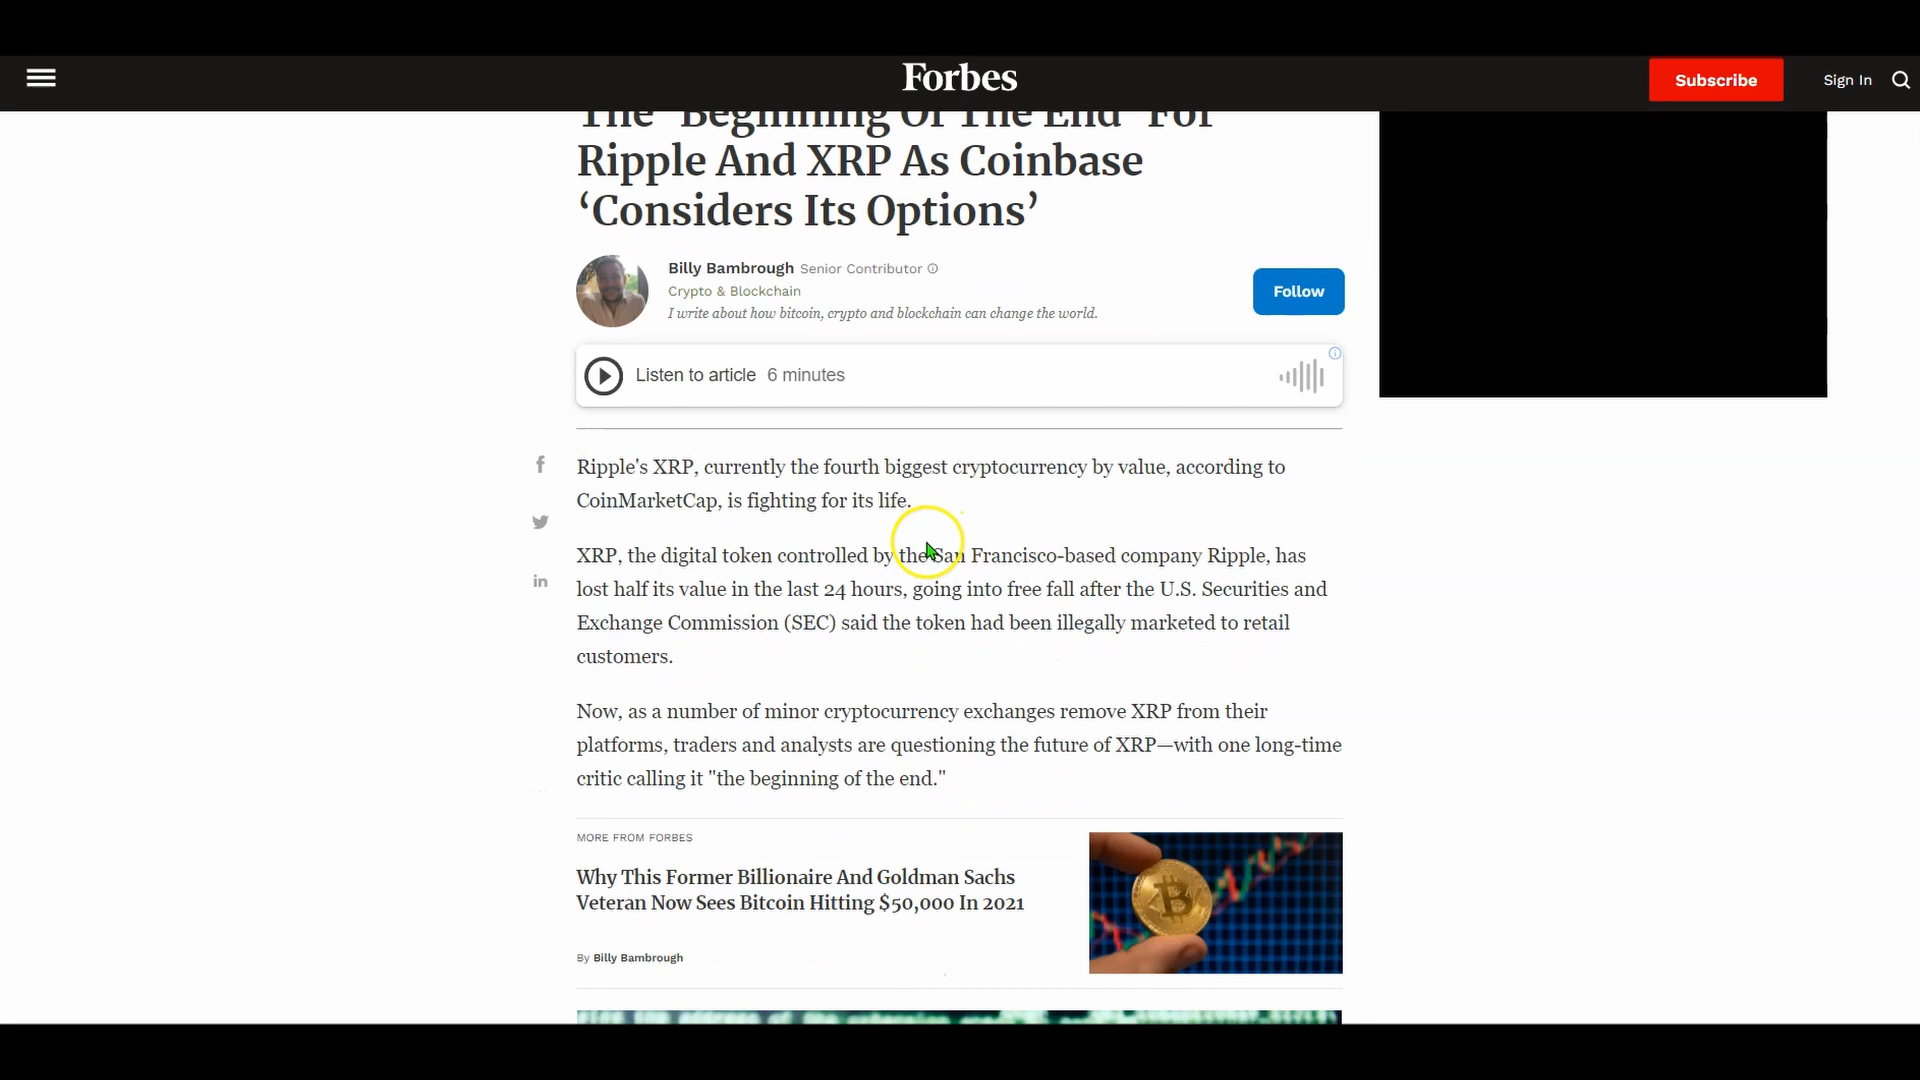 Forbes
Subscribe
Sign In
The 'Beginning Of The End' For
Ripple And XRP As Coinbase
‘Considers Its Options’
Billy Bambrough Senior Contributor
Crypto & Blockchain
I write about how bitcoin, crypto and blockchain can change the world.
Follow
Listen to article 6 minutes
Ripple's XRP, currently the fourth biggest cryptocurrency by value, according to
CoinMarketCap, is fighting for its life.
XRP, the digital token controlled by the San Francisco-based company Ripple, has
lost half its value in the last 24 hours, going into free fall after the U.S. Securities and
Exchange Commission (SEC) said the token had been illegally marketed to retail
customers.
Now, as a number of minor cryptocurrency exchanges remove XRP from their
platforms, traders and analysts are questioning the future of XRP—with one long-time
critic calling it "the beginning of the end."
MORE FROM FORBES
Why This Former Billionaire And Goldman Sachs
Veteran Now Sees Bitcoin Hitting $50,000 In 2021
By Billy Bambrough